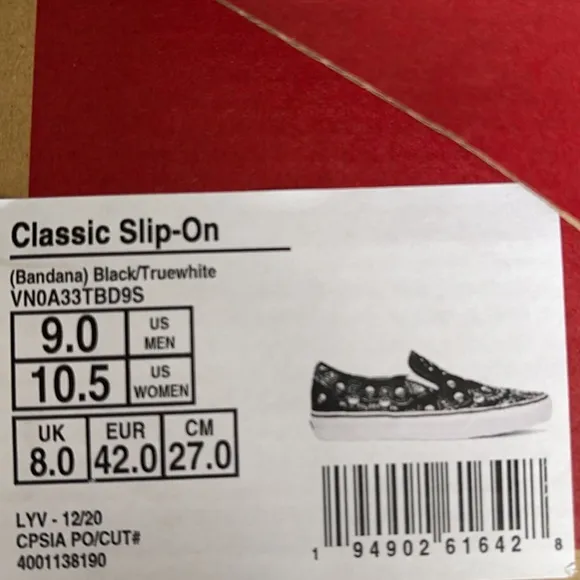 Classic Slip-On
(Bandana) Black/Truewhite
VN0A33TBD9S
9.0 US MEN
10.5 US WOMEN
UK EUR CM
8.0 42.0 27.0
LYV - 12/20
CPSIA PO/CUT#
4001138190
1 94902 61642 8